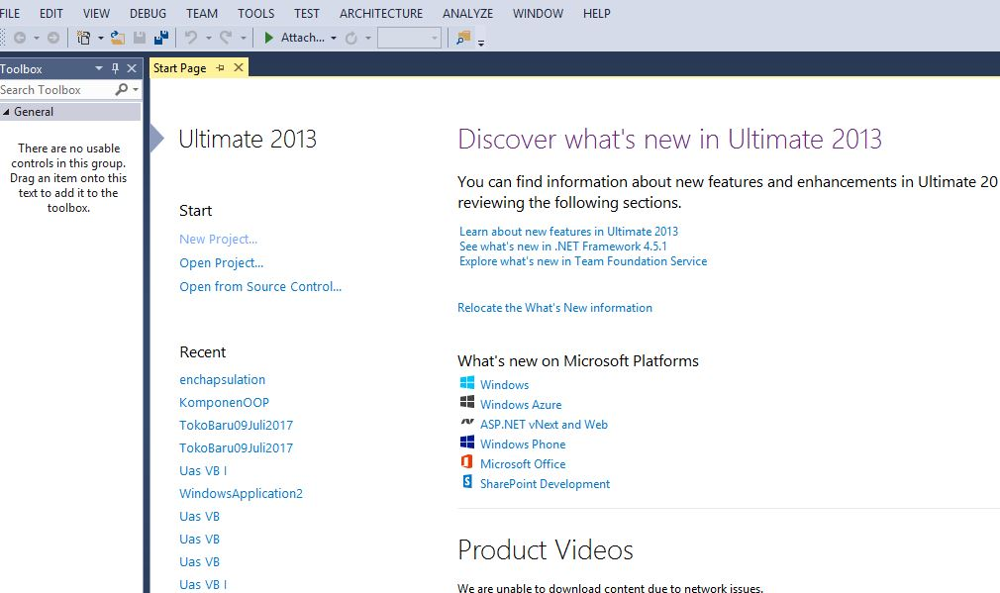 FILE EDIT VIEW DEBUG TEAM TOOLS TEST ARCHITECTURE ANALYZE WINDOW HELP
Attach...
Toolbox
Start Page
Search Toolbox
General
There are no usable
controls in this group.
Drag an item onto this
text to add it to the
toolbox.
Ultimate 2013
Start
New Project...
Open Project...
Open from Source Control...
Recent
enchapsulation
KomponenOOP
TokoBaru09Juli2017
TokoBaru09Juli2017
Uas VB I
WindowsApplication2
Uas VB
Uas VB
Uas VB
Uas VB I
Discover what's new in Ultimate 2013
You can find information about new features and enhancements in Ultimate 20
reviewing the following sections.
Learn about new features in Ultimate 2013
See what's new in .NET Framework 4.5.1
Explore what's new in Team Foundation Service
Relocate the What's New information
What's new on Microsoft Platforms
Windows
Windows Azure
ASP.NET vNext and Web
Windows Phone
Microsoft Office
SharePoint Development
Product Videos
We are unable to download content due to network issues.